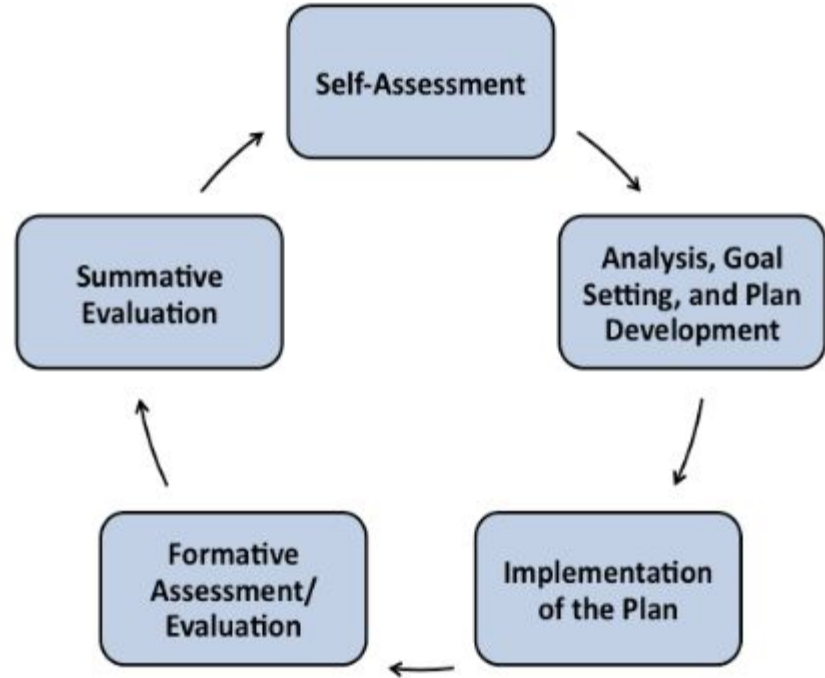 Self-Assessment
Analysis, Goal
Setting, and Plan
Development
Implementation
of the Plan
Formative
Assessment/
Evaluation
Summative
Evaluation